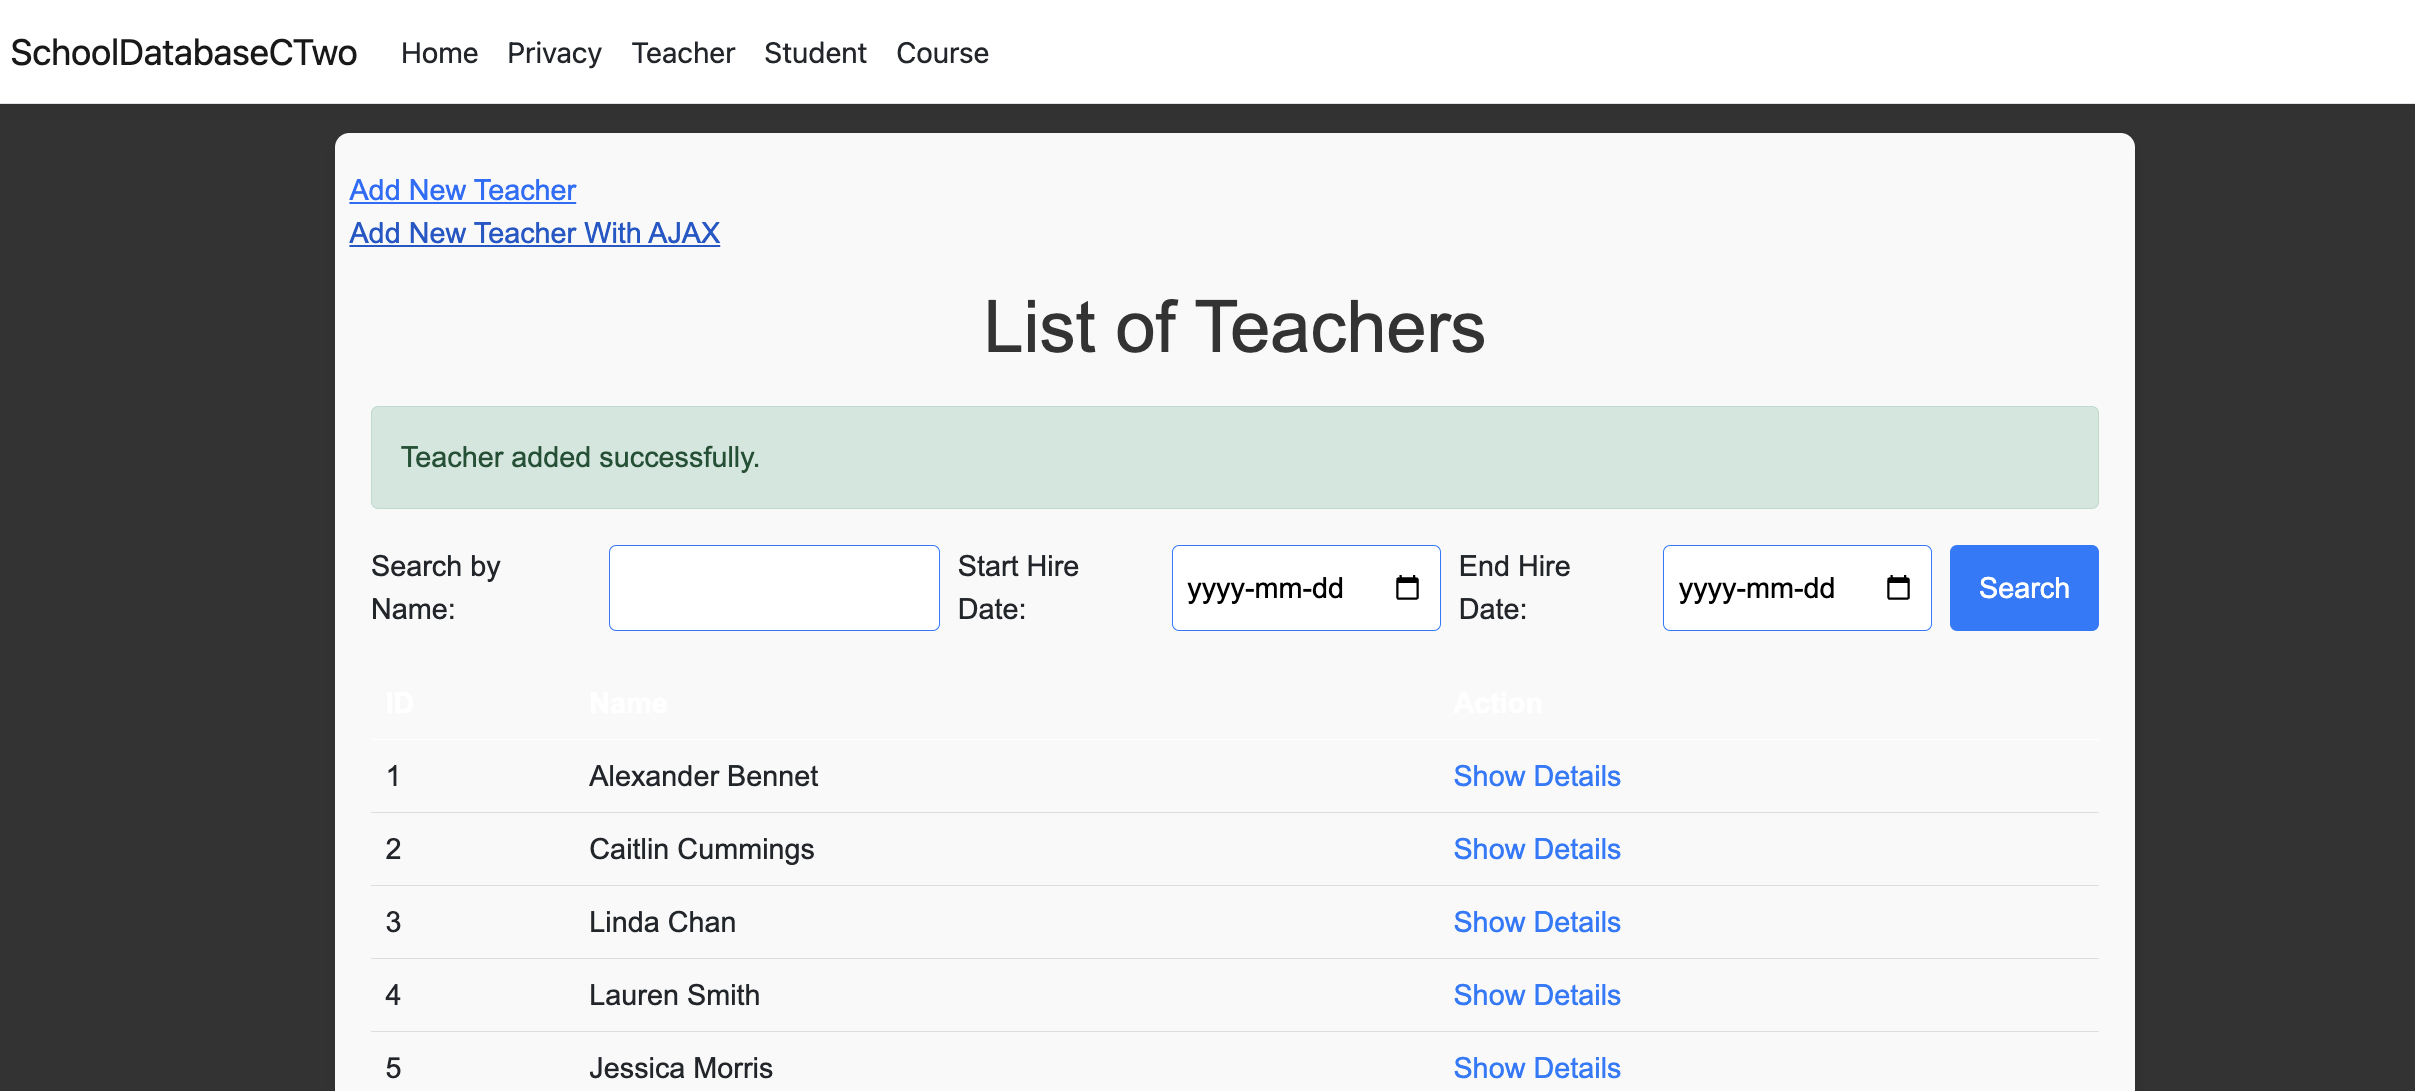 SchoolDatabaseCTwo Home Privacy Teacher Student Course
Add New Teacher
Add New Teacher With AJAX
List of Teachers
Teacher added successfully.
Search by Name: Start Hire Date: yyyy-mm-dd End Hire Date: yyyy-mm-dd Search
ID Name Action
1 Alexander Bennet Show Details
2 Caitlin Cummings Show Details
3 Linda Chan Show Details
4 Lauren Smith Show Details
5 Jessica Morris Show Details